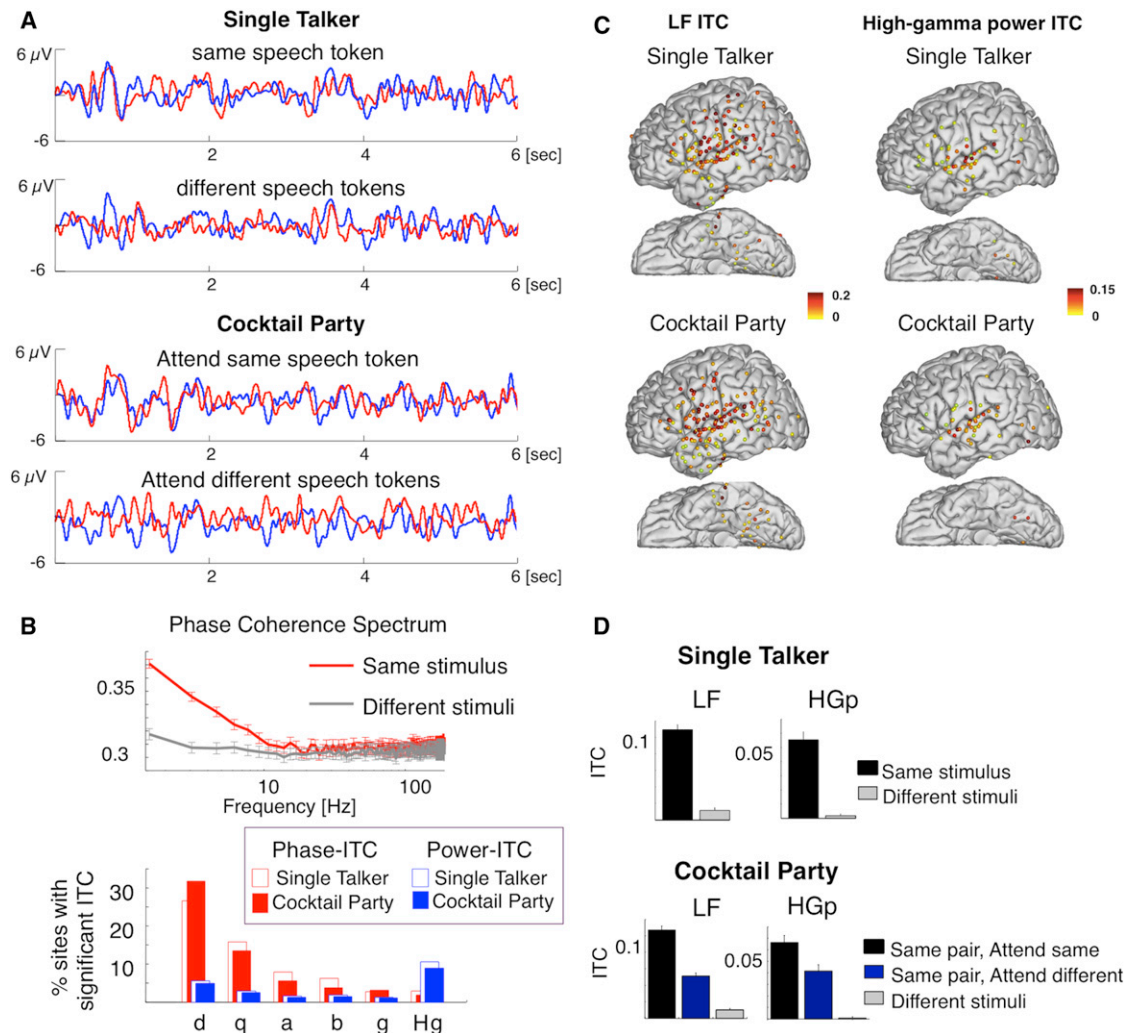 A
Single Talker
6 µV
same speech token
-6
2
4
6 [sec]
6 µV
different speech tokens
-6
2
4
6 [sec]
Cocktail Party
6 µV
Attend same speech token
-6
2
4
6 [sec]
6 µV
Attend different speech tokens
-6
2
4
6 [sec]
B
Phase Coherence Spectrum
0.35
0.3
Same stimulus
Different stimuli
10
100
Frequency [Hz]
% sites with
significant ITC
30
20
10
Phase-ITC
Single Talker
Cocktail Party
Power-ITC
Single Talker
Cocktail Party
d q a b g Hg
C
LF ITC
High-gamma power ITC
Single Talker
Single Talker
0.2
0
0.15
0
Cocktail Party
Cocktail Party
D
Single Talker
LF
HGp
ITC
0.1
0.05
Same stimulus
Different stimuli
Cocktail Party
LF
HGp
ITC
0.1
0.05
Same pair, Attend same
Same pair, Attend different
Different stimuli